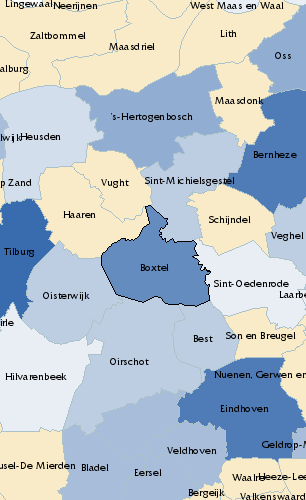 Lingewaal
Neerijnen
West Maas en Waal
Zaltbommel
Lith
Maasdriel
Oss
alburg
Maasdonk
's-Hertogenbosch
lwijk
Heusden
Bernheze
p Zand
Vught
Sint-Michielsgestel
Haaren
Schijndel
Veghel
Tilburg
Boxtel
Sint-Oedenrode
Oisterwijk
Laarbe
irle
Best
Son en Breugel
Oirschot
Hilvarenbeek
Nuenen, Gerwen en
Eindhoven
Geldrop-M
Veldhoven
usel-De Mierden
Bladel
Eersel
Waalre
Heeze-Lee
Bergeijk
Valkenswaard